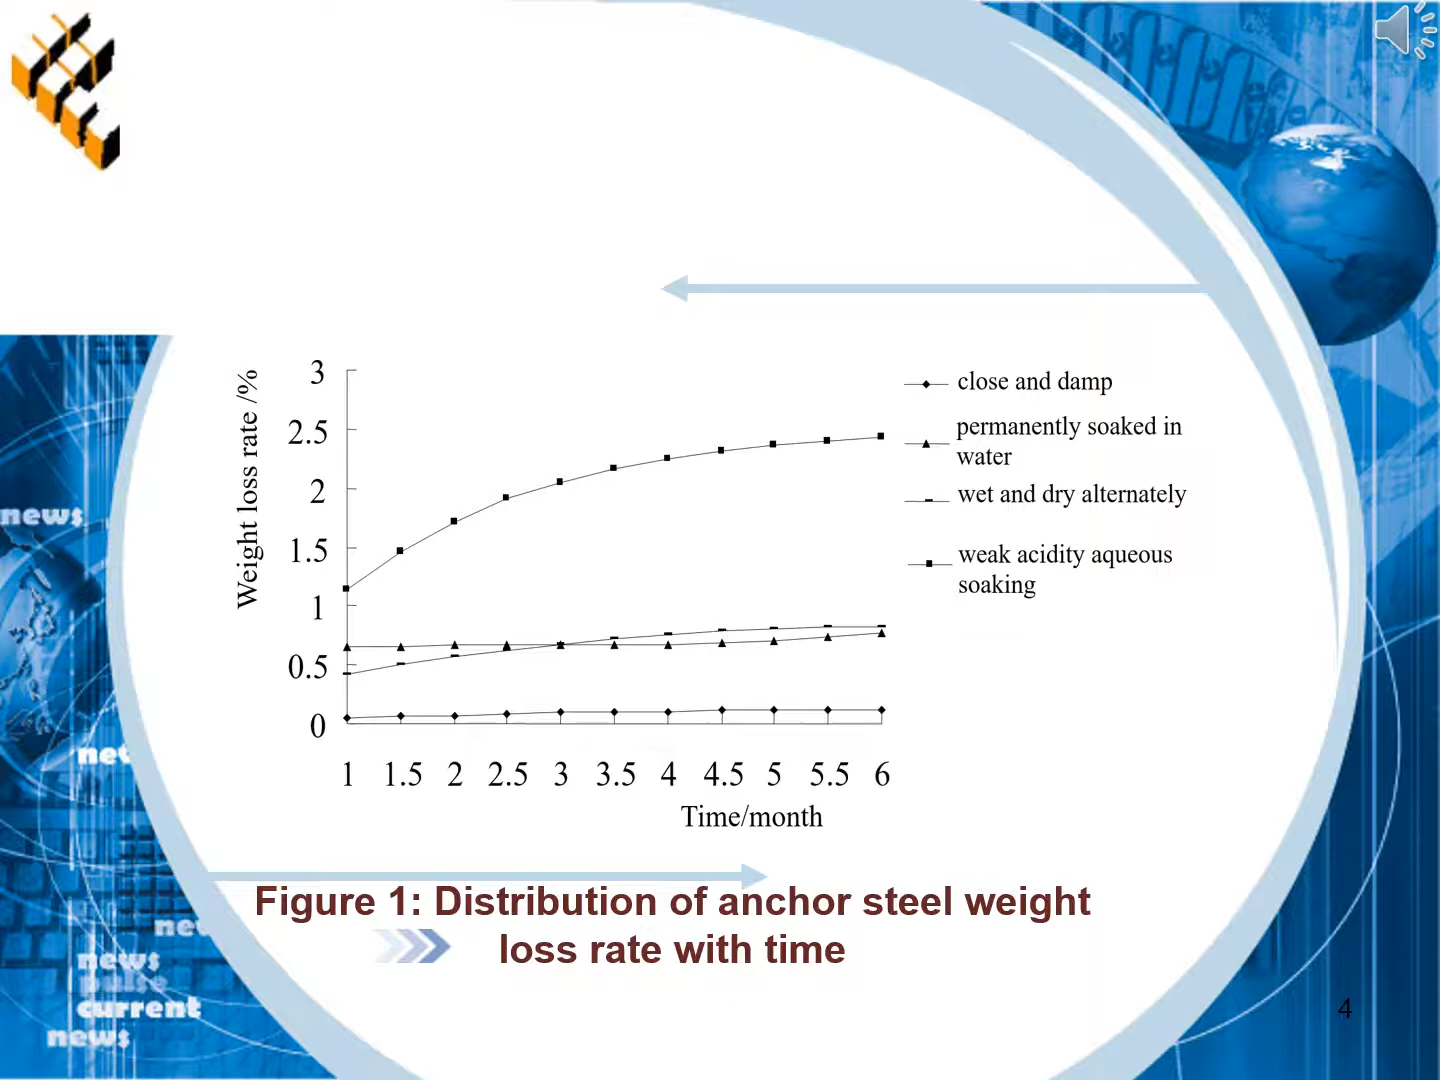 3
2.5
2
1.5
1
0.5
0
Weight loss rate /%
1 1.5 2 2.5 3 3.5 4 4.5 5 5.5 6
Time/month
close and damp
permanently soaked in
water
wet and dry alternately
weak acidity aqueous
soaking
Figure 1: Distribution of anchor steel weight
loss rate with time
4
news
news
pulse
current
news